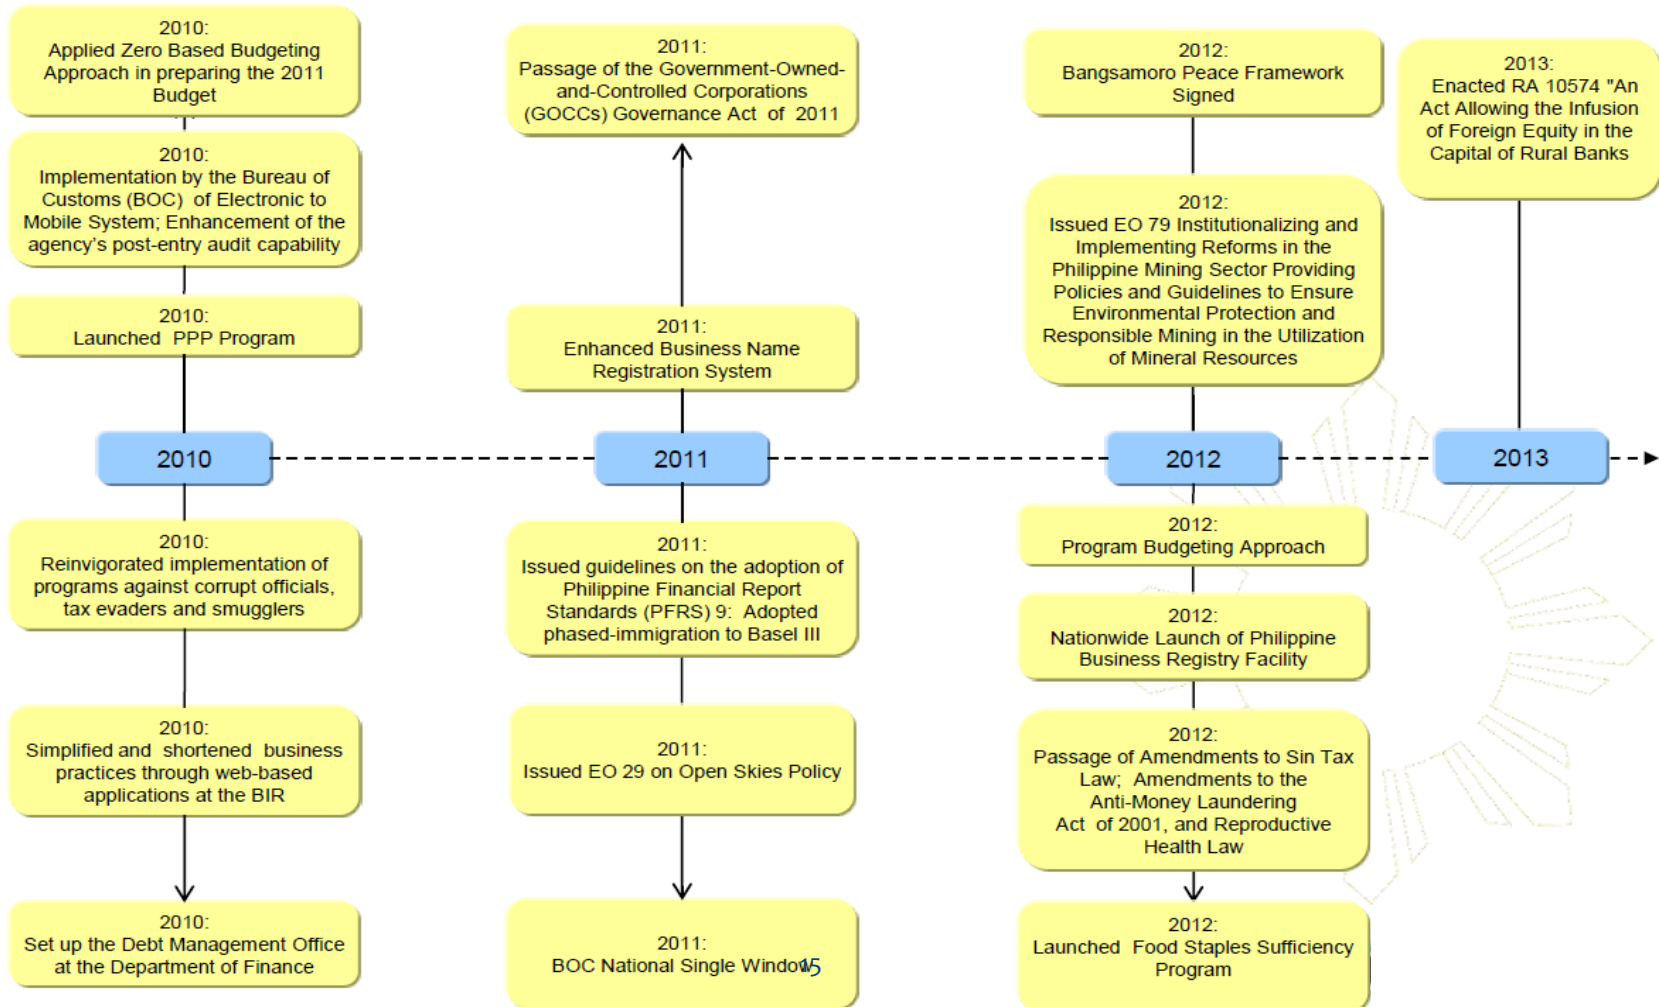 2010:
Applied Zero Based Budgeting
Approach in preparing the 2011
Budget
2010:
Implementation by the Bureau of
Customs (BOC) of Electronic to
Mobile System; Enhancement of the
agency's post-entry audit capability
2010:
Launched PPP Program
2011:
Passage of the Government-Owned-
and-Controlled Corporations
(GOCCs) Governance Act of 2011
2011:
Enhanced Business Name
Registration System
2012:
Bangsamoro Peace Framework
Signed
2012:
Issued EO 79 Institutionalizing and
Implementing Reforms in the
Philippine Mining Sector Providing
Policies and Guidelines to Ensure
Environmental Protection and
Responsible Mining in the Utilization
of Mineral Resources
2013:
Enacted RA 10574 "An
Act Allowing the Infusion
of Foreign Equity in the
Capital of Rural Banks
2010
2011
2012
2013
2010:
Reinvigorated implementation of
programs against corrupt officials,
tax evaders and smugglers
2010:
Simplified and shortened business
practices through web-based
applications at the BIR
2010:
Set up the Debt Management Office
at the Department of Finance
2011:
Issued guidelines on the adoption of
Philippine Financial Report
Standards (PFRS) 9: Adopted
phased-immigration to Basel III
2011:
Issued EO 29 on Open Skies Policy
2011:
BOC National Single Window
15
2012:
Program Budgeting Approach
2012:
Nationwide Launch of Philippine
Business Registry Facility
2012:
Passage of Amendments to Sin Tax
Law; Amendments to the
Anti-Money Laundering
Act of 2001, and Reproductive
Health Law
2012:
Launched Food Staples Sufficiency
Program